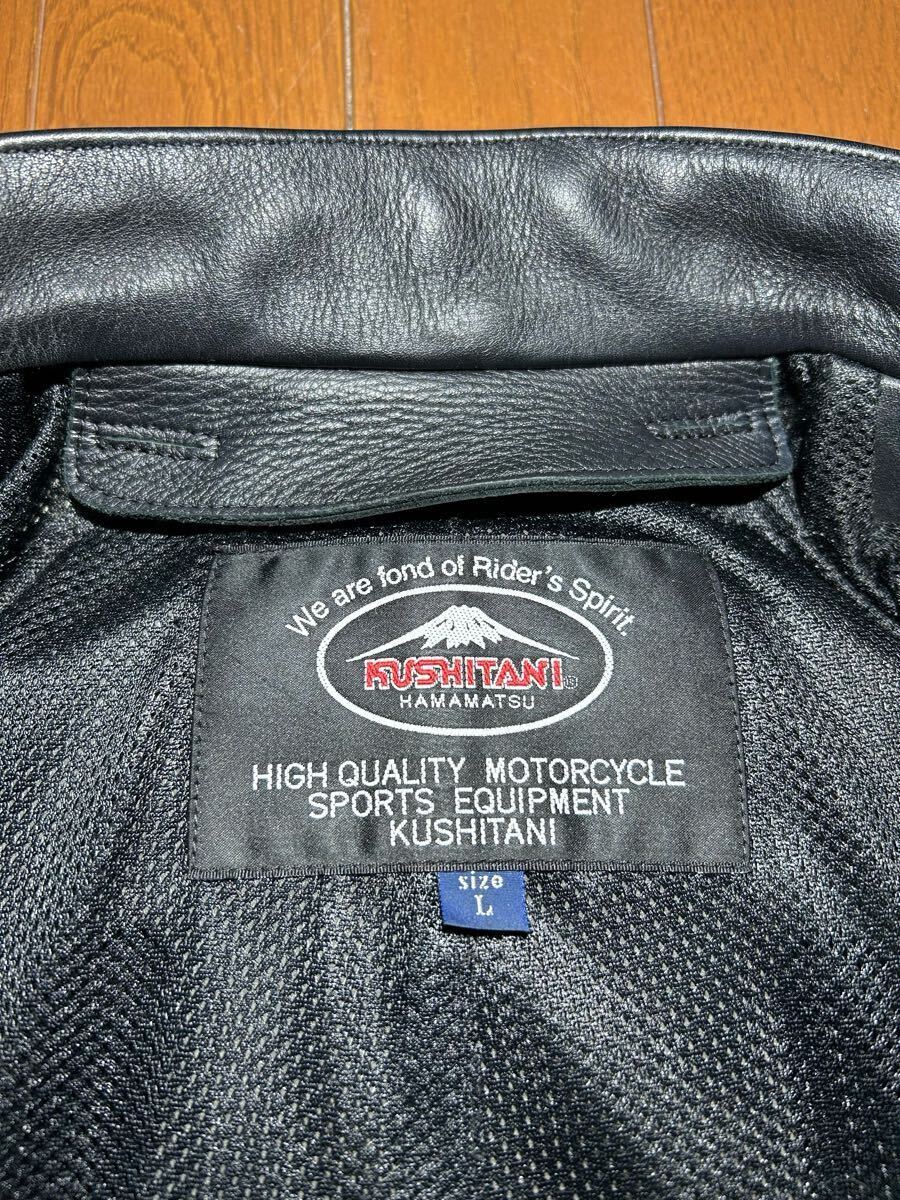 We are fond of Rider's Spirit.
KUSHITANI®
HAMAMATSU
HIGH QUALITY MOTORCYCLE
SPORTS EQUIPMENT
KUSHITANI
size
L